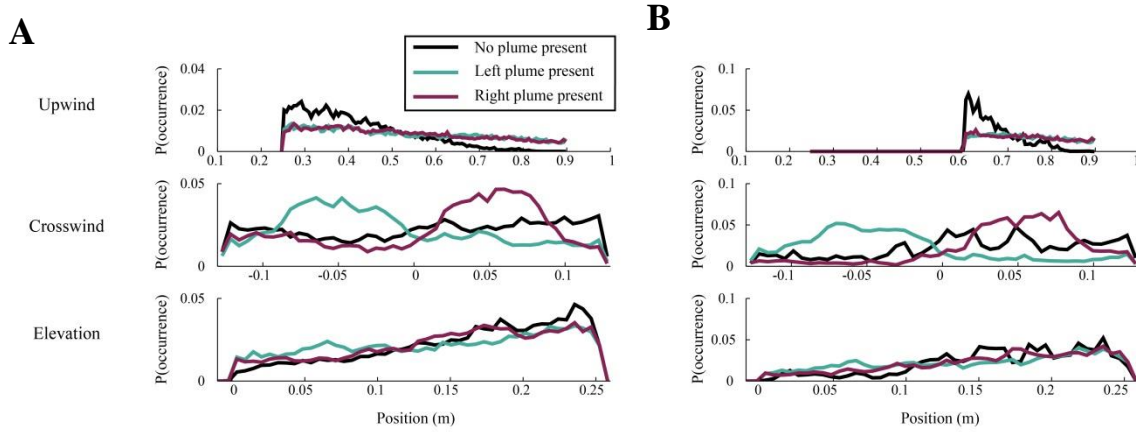 A
B
No plume present
Left plume present
Right plume present
Upwind
P(occurrence)
0.04
0.02
0
0.1 0.2 0.3 0.4 0.5 0.6 0.7 0.8 0.9 1
P(occurrence)
0.1
0.05
0
0.1 0.2 0.3 0.4 0.5 0.6 0.7 0.8 0.9 1
Crosswind
P(occurrence)
0.05
0
-0.1 -0.05 0 0.05 0.1
P(occurrence)
0.1
0.05
0
-0.1 -0.05 0 0.05 0.1
Elevation
P(occurrence)
0.05
0
0 0.05 0.1 0.15 0.2 0.25
P(occurrence)
0.1
0.05
0
0 0.05 0.1 0.15 0.2 0.25
Position (m)
Position (m)